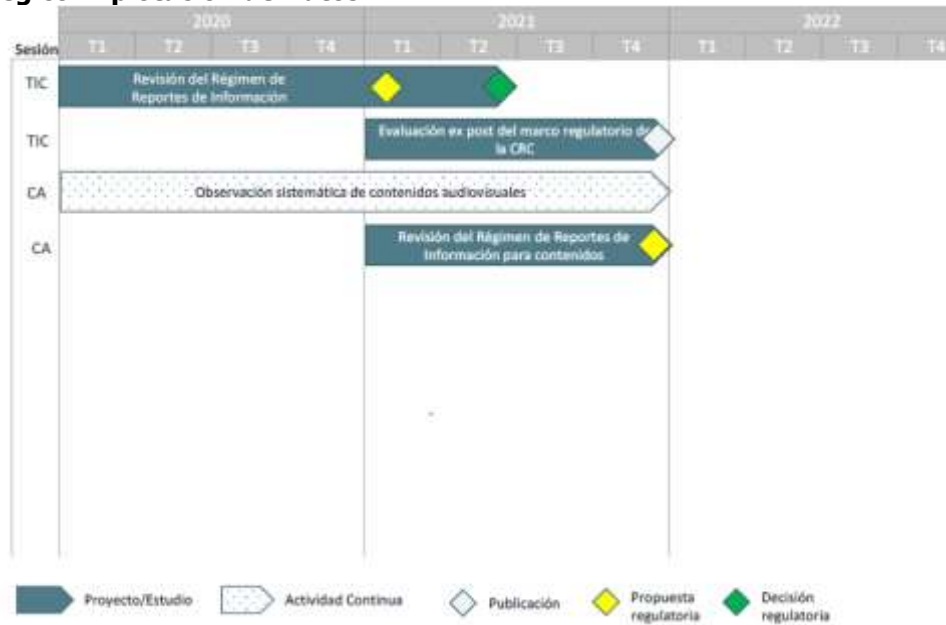 2020 2021 2022
Sesión T1 T2 T3 T4 T1 T2 T3 T4 T1 T2 T3 T4
TIC Revisión del Régimen de
Reportes de Información
TIC Evaluación ex post del marco regulatorio de
la CRC
CA Observación sistemática de contenidos audiovisuales
CA Revisión del Régimen de Reportes de
Información para contenidos
Proyecto/Estudio Actividad Continua Publicación Propuesta
regulatoria Decisión
regulatoria